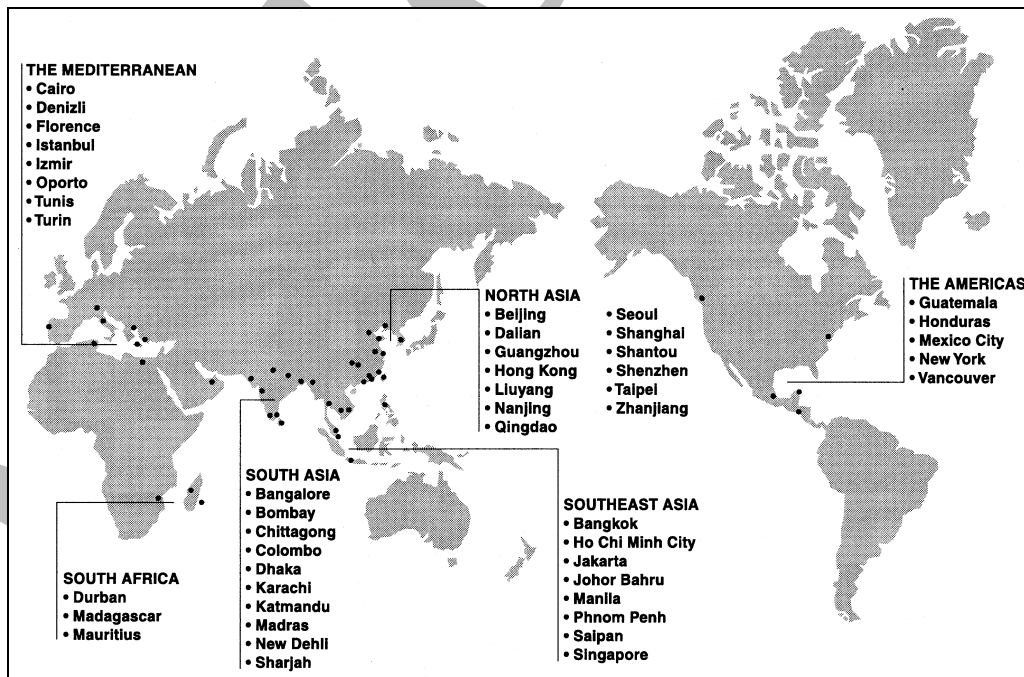 THE MEDITERRANEAN
• Cairo
• Denizli
• Florence
• Istanbul
• Izmir
• Oporto
• Tunis
• Turin
NORTH ASIA
• Beijing
• Dalian
• Guangzhou
• Hong Kong
• Liuyang
• Nanjing
• Qingdao
• Seoul
• Shanghai
• Shantou
• Shenzhen
• Taipei
• Zhanjiang
THE AMERICAS
• Guatemala
• Honduras
• Mexico City
• New York
• Vancouver
SOUTH ASIA
• Bangalore
• Bombay
• Chittagong
• Colombo
• Dhaka
• Karachi
• Katmandu
• Madras
• New Dehli
• Sharjah
SOUTHEAST ASIA
• Bangkok
• Ho Chi Minh City
• Jakarta
• Johor Bahru
• Manila
• Phnom Penh
• Saipan
• Singapore
SOUTH AFRICA
• Durban
• Madagascar
• Mauritius